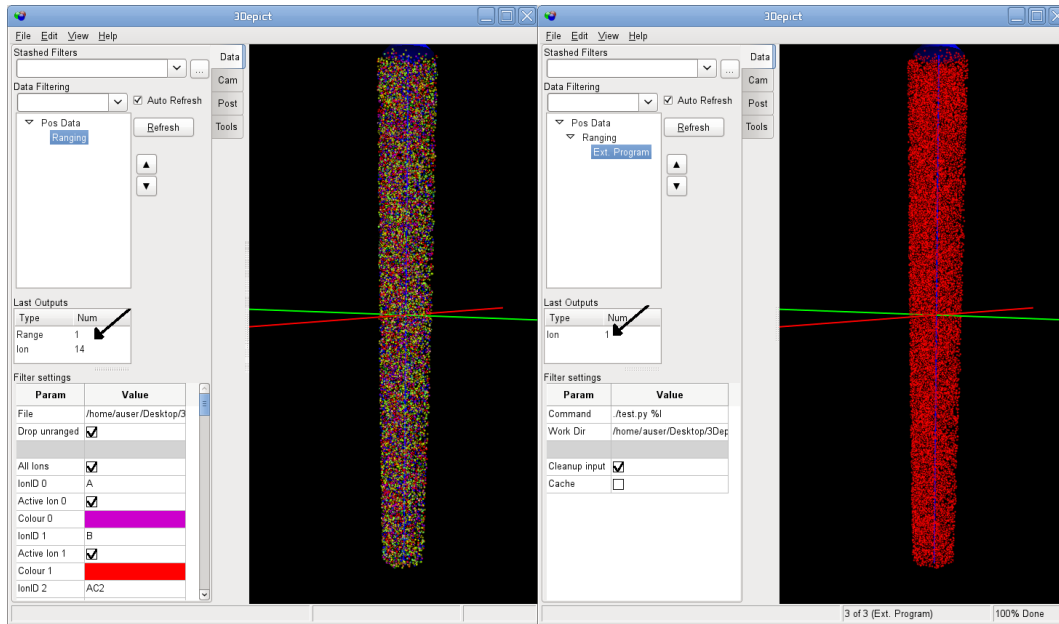 3Depict
File Edit View Help
Stashed Filters
...
Data
Cam
Post
Tools
Data Filtering
Auto Refresh
Pos Data
Refresh
Ranging
Last Outputs
Type Num
Range 1
Ion 14
Filter settings
Param Value
File /home/auser/Desktop/3
Drop unranged
All Ions
IonID 0 A
Active Ion 0
Colour 0
IonID 1 B
Active Ion 1
Colour 1
IonID 2 AC2
3Depict
File Edit View Help
Stashed Filters
...
Data
Cam
Post
Tools
Data Filtering
Auto Refresh
Pos Data
Refresh
Ranging
Ext. Program
Last Outputs
Type Num
Ion 1
Filter settings
Param Value
Command ./test.py %I
Work Dir /home/auser/Desktop/3Dep
Cleanup input
Cache
3 of 3 (Ext. Program) 100% Done